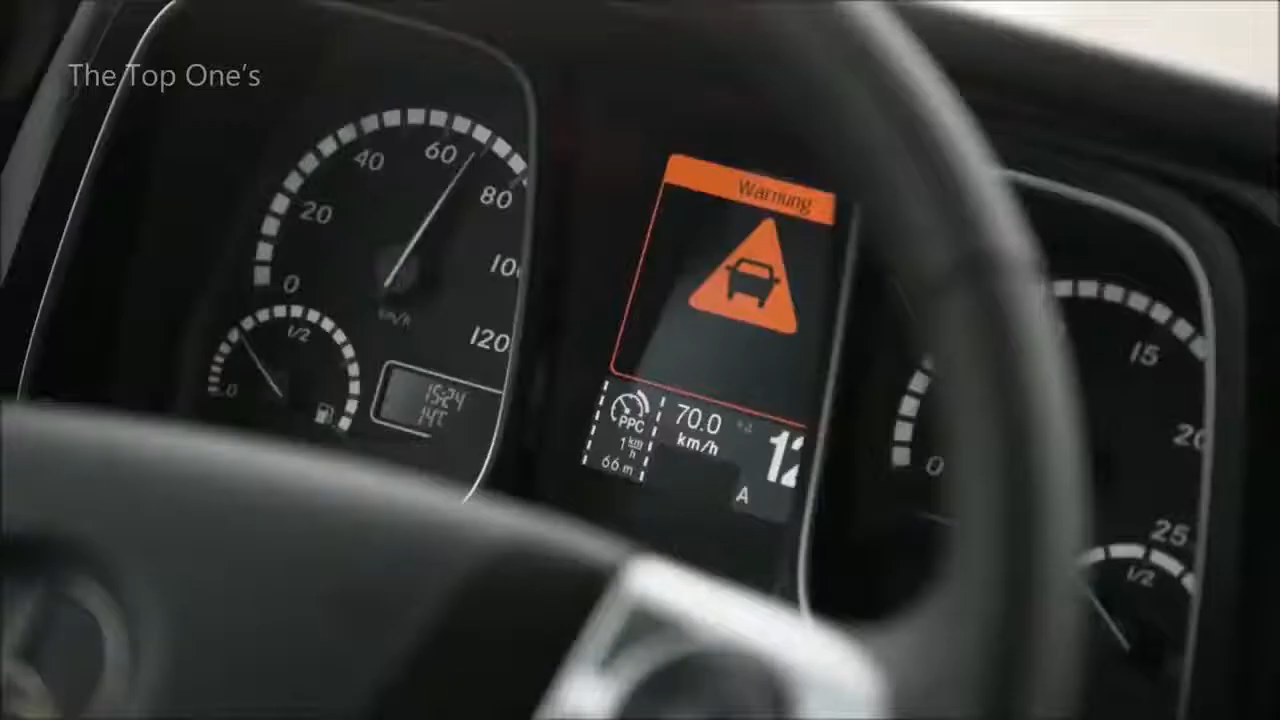 The Top One's
0
20
40
60
80
120
km/h
1/2
15:24
14°C
Warnung
PPC
1 km/h
66 m
70.0
km/h
12
A
0
15
25
1/2